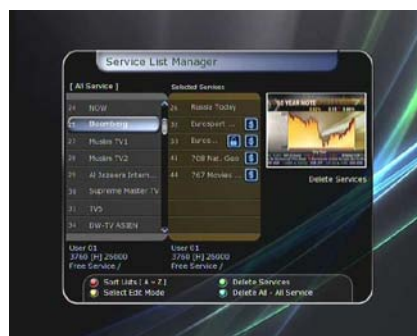 Service List Manager
[ All Service ]
Selected Services
24 NOW
25 Bloomberg
27 Muslim TV1
28 Muslim TV2
29 Al Jazeera Intern...
30 Supreme Master TV
31 TV5
34 DW-TV ASIEN
26 Russia Today
32 Eurosport ... $
33 Euros... $
41 708 Nat. Geo $
44 767 Movies ... $
10 YEAR NOTE
Delete Services
User 01
3760 [H] 26000
Free Service /
User 01
3760 [H] 26000
Free Service /
Sort Lists [ A ~ Z ]
Delete Services
Select Edit Mode
Delete All - All Service